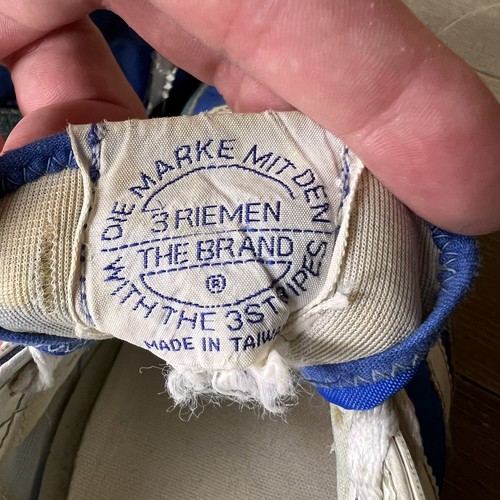 DIE MARKE MIT DEN
3 RIEMEN
THE BRAND
®
WITH THE 3 STRIPES
MADE IN TAIWAN